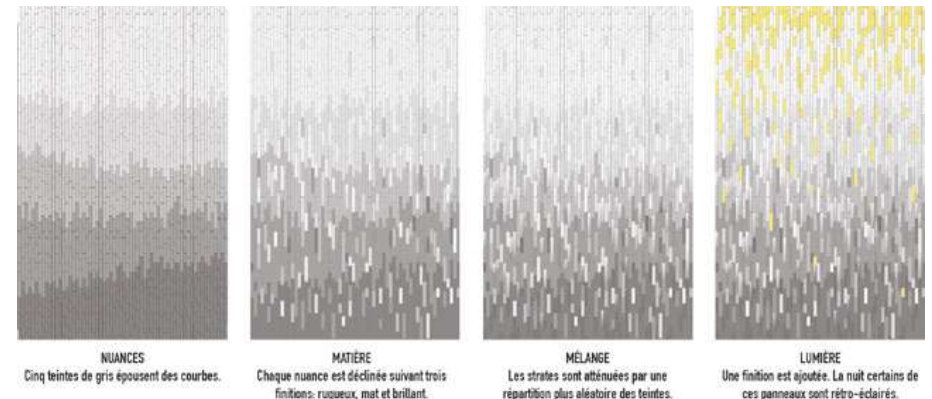 NUANCES
Cinq teintes de gris épousent des courbes.
MATIÈRE
Chaque nuance est déclinée suivant trois
finitions: rugueux, mat et brillant.
MÉLANGE
Les strates sont atténuées par une
répartition plus aléatoire des teintes.
LUMIÈRE
Une finition est ajoutée. La nuit certains de
ces panneaux sont rétro-éclairés.